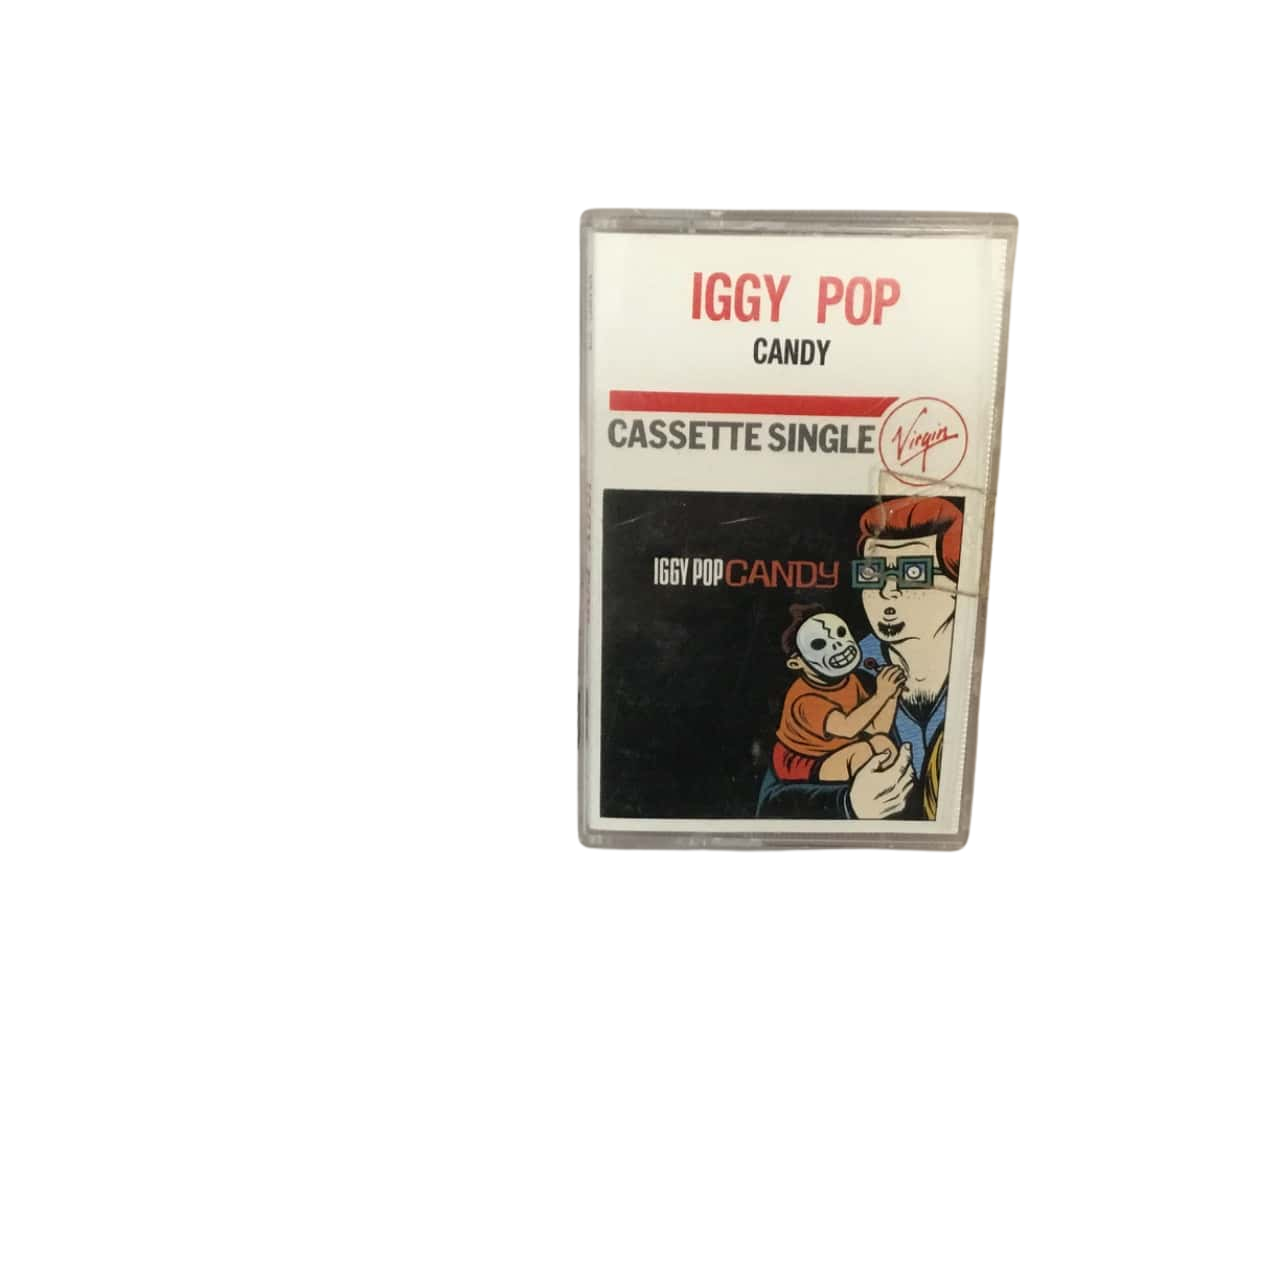 IGGY POP
CANDY
CASSETTE SINGLE
Virgin
IGGY POP CANDY